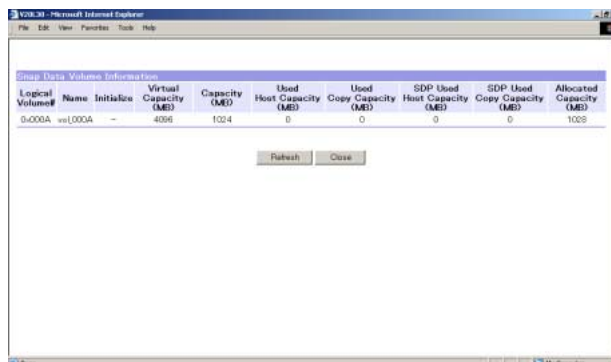 V20L30 - Microsoft Internet Explorer
File Edit View Favorites Tools Help
Snap Data Volume Information
Logical Volume# Name Initialize Virtual Capacity (MB) Capacity (MB) Used Host Capacity (MB) Used Copy Capacity (MB) SDP Used Host Capacity (MB) SDP Used Copy Capacity (MB) Allocated Capacity (MB)
0x000A vol_000A - 4096 1024 0 0 0 0 1028
Refresh Close